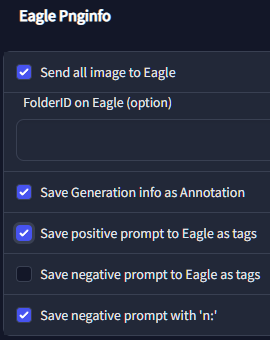 Eagle Pnginfo
Send all image to Eagle
FolderID on Eagle (option)
Save Generation info as Annotation
Save positive prompt to Eagle as tags
Save negative prompt to Eagle as tags
Save negative prompt with 'n:'